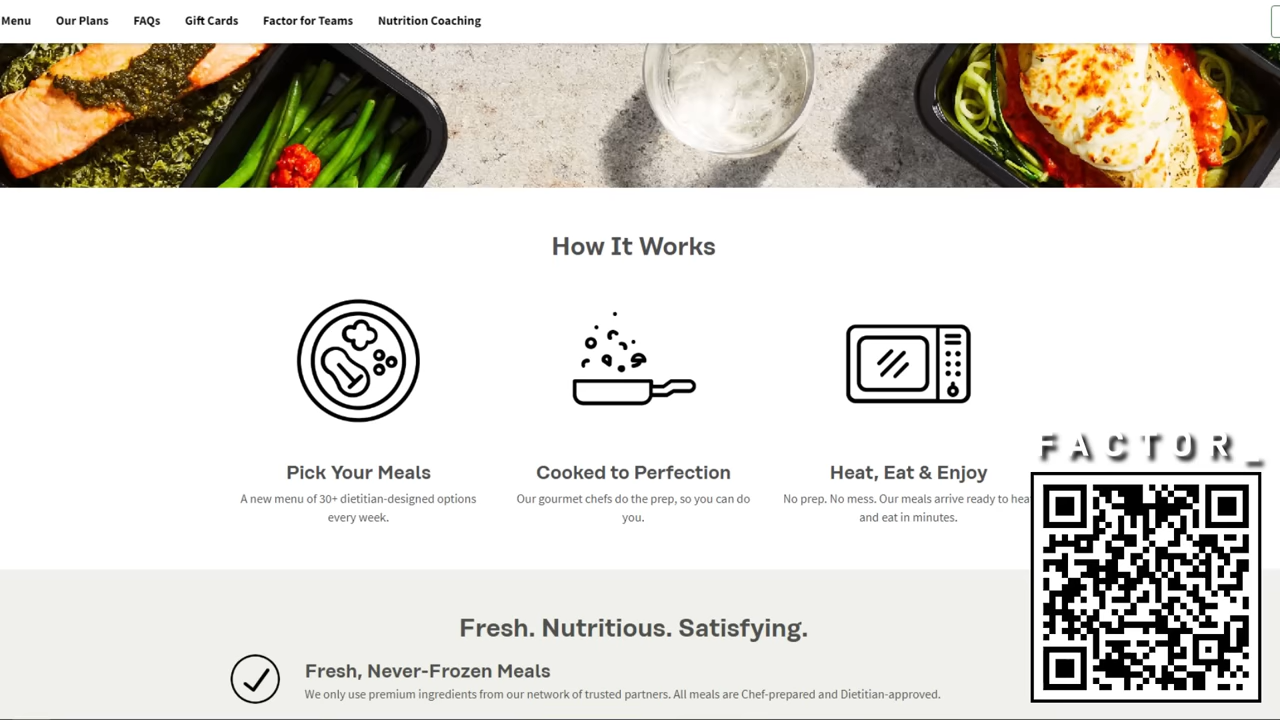 Menu Our Plans FAQs Gift Cards Factor for Teams Nutrition Coaching
How It Works
Pick Your Meals
A new menu of 30+ dietitian-designed options
every week.
Cooked to Perfection
Our gourmet chefs do the prep, so you can do
you.
Heat, Eat & Enjoy
No prep. No mess. Our meals arrive ready to hea
and eat in minutes.
FACTOR_
Fresh. Nutritious. Satisfying.
Fresh, Never-Frozen Meals
We only use premium ingredients from our network of trusted partners. All meals are Chef-prepared and Dietitian-approved.